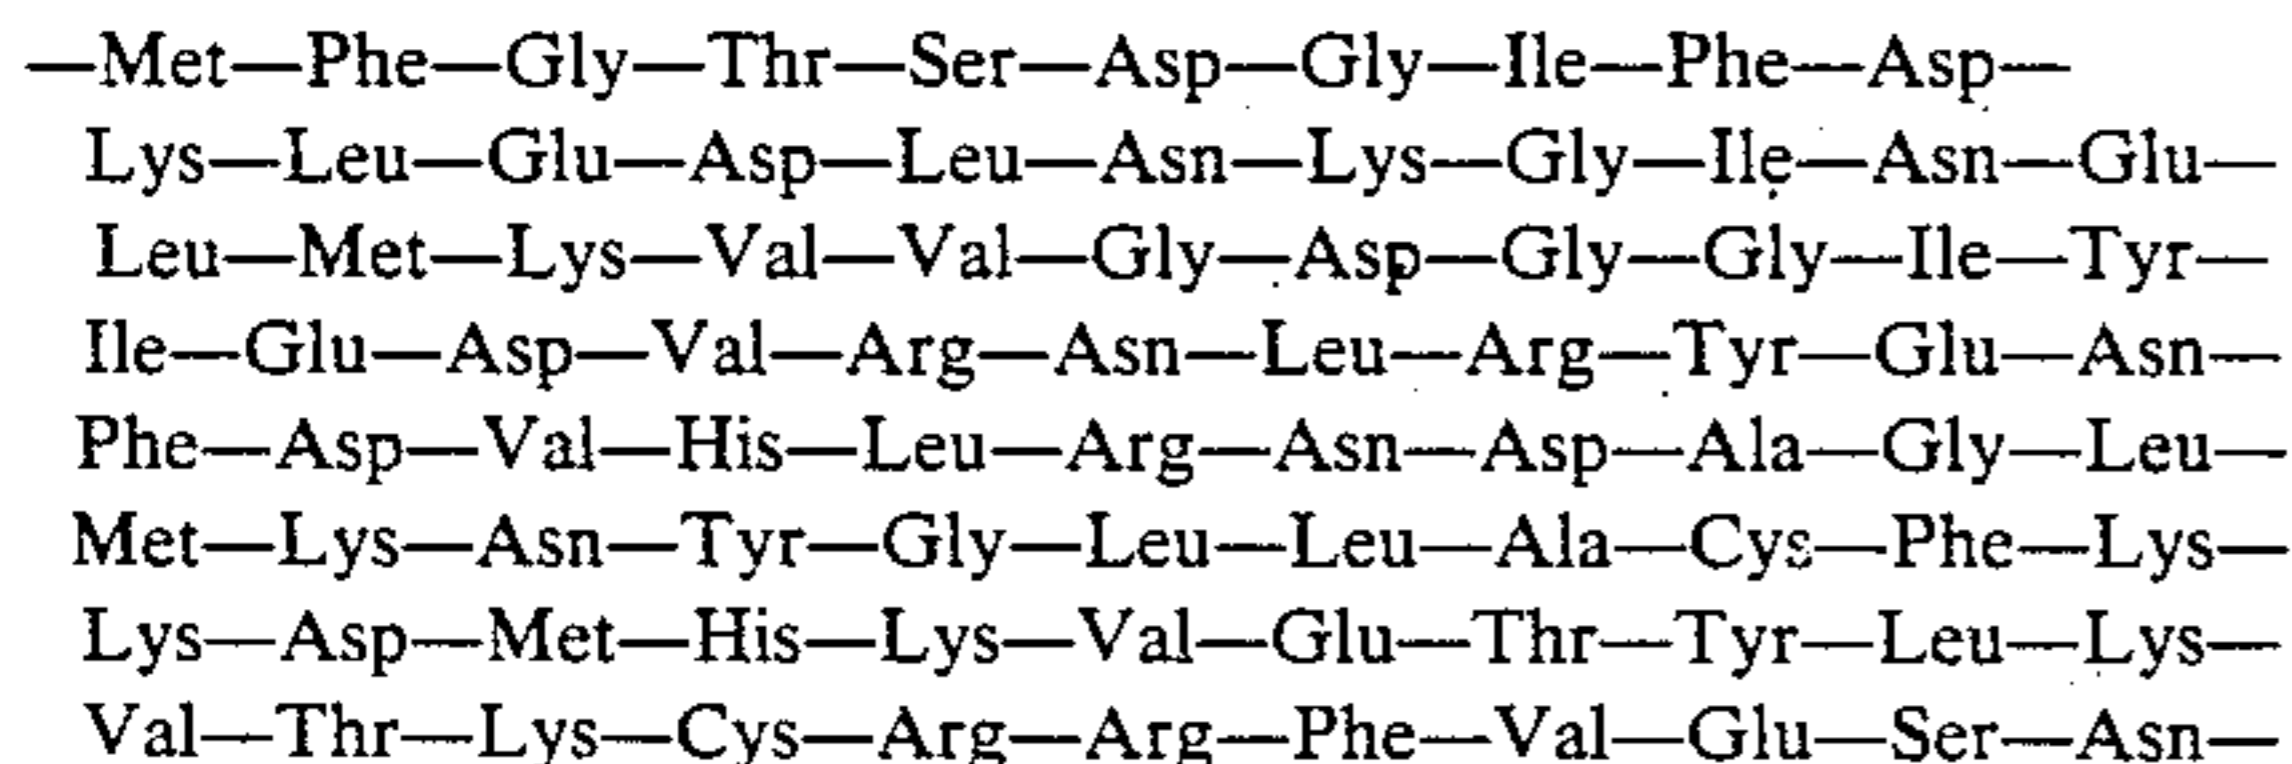 —Met—Phe—Gly—Thr—Ser—Asp—Gly—Ile—Phe—Asp—
Lys—Leu—Glu—Asp—Leu—Asn—Lys—Gly—Ile—Asn—Glu—
Leu—Met—Lys—Val—Val—Gly—Asp—Gly—Gly—Ile—Tyr—
Ile—Glu—Asp—Val—Arg—Asn—Leu—Arg—Tyr—Glu—Asn—
Phe—Asp—Val—His—Leu—Arg—Asn—Asp—Ala—Gly—Leu—
Met—Lys—Asn—Tyr—Gly—Leu—Leu—Ala—Cys—Phe—Lys—
Lys—Asp—Met—His—Lys—Val—Glu—Thr—Tyr—Leu—Lys—
Val—Thr—Lys—Cys—Arg—Arg—Phe—Val—Glu—Ser—Asn—